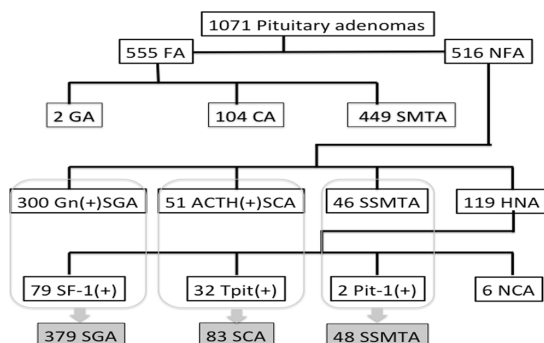 1071 Pituitary adenomas
555 FA 516 NFA
2 GA 104 CA 449 SMTA
300 Gn(+)SGA 51 ACTH(+)SCA 46 SSMTA 119 HNA
79 SF-1(+) 32 Tpit(+) 2 Pit-1(+) 6 NCA
379 SGA 83 SCA 48 SSMTA